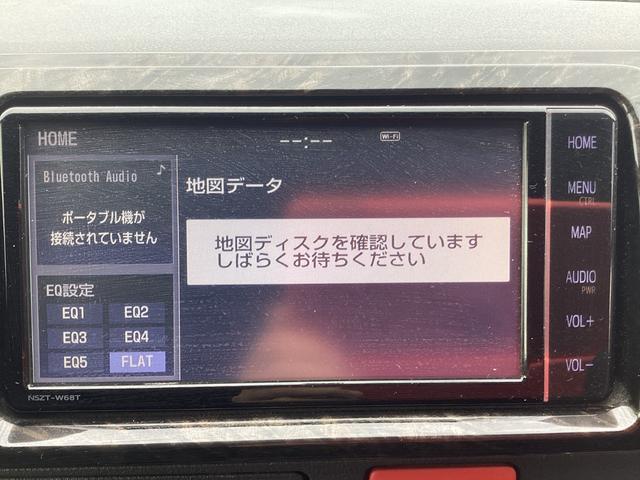 HOME
--:--
Wi-Fi
Bluetooth Audio ♪
ポータブル機が
接続されていません
EQ設定
EQ1 EQ2
EQ3 EQ4
EQ5 FLAT
地図データ
地図ディスクを確認しています
しばらくお待ちください
NSZT-W68T
HOME
MENU
CTRL
MAP
AUDIO
PWR
VOL+
VOL-